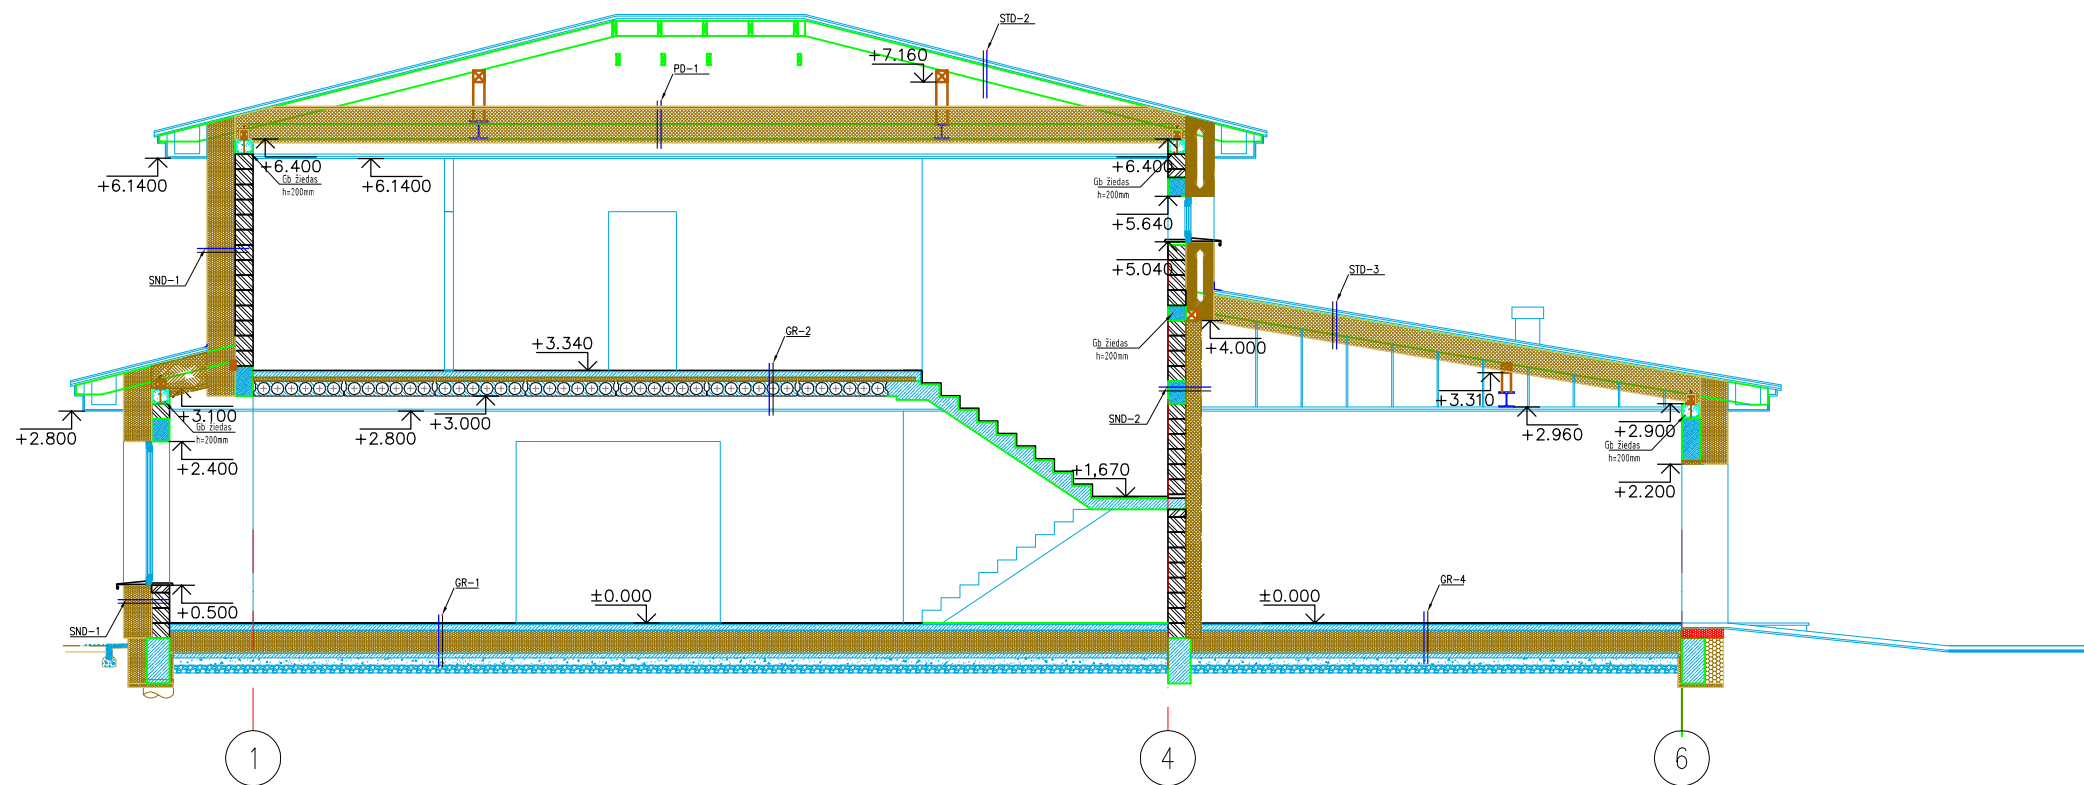 STD-2
+7.160
PD-1
+6.400
+6.1400
+6.1400
Gb žiedas
h=200mm
+6.400
Gb žiedas
h=200mm
+5.640
+5.040
SND-1
STD-3
GR-2
+3.340
Gb žiedas
h=200mm
+4.000
+3.310
+3.100
Gb žiedas
h=200mm
+2.800
+2.800
+3.000
SND-2
+2.960
+2.900
Gb žiedas
h=200mm
+2.400
+1,670
+2.200
GR-1
±0.000
±0.000
GR-4
+0.500
SND-1
1
4
6